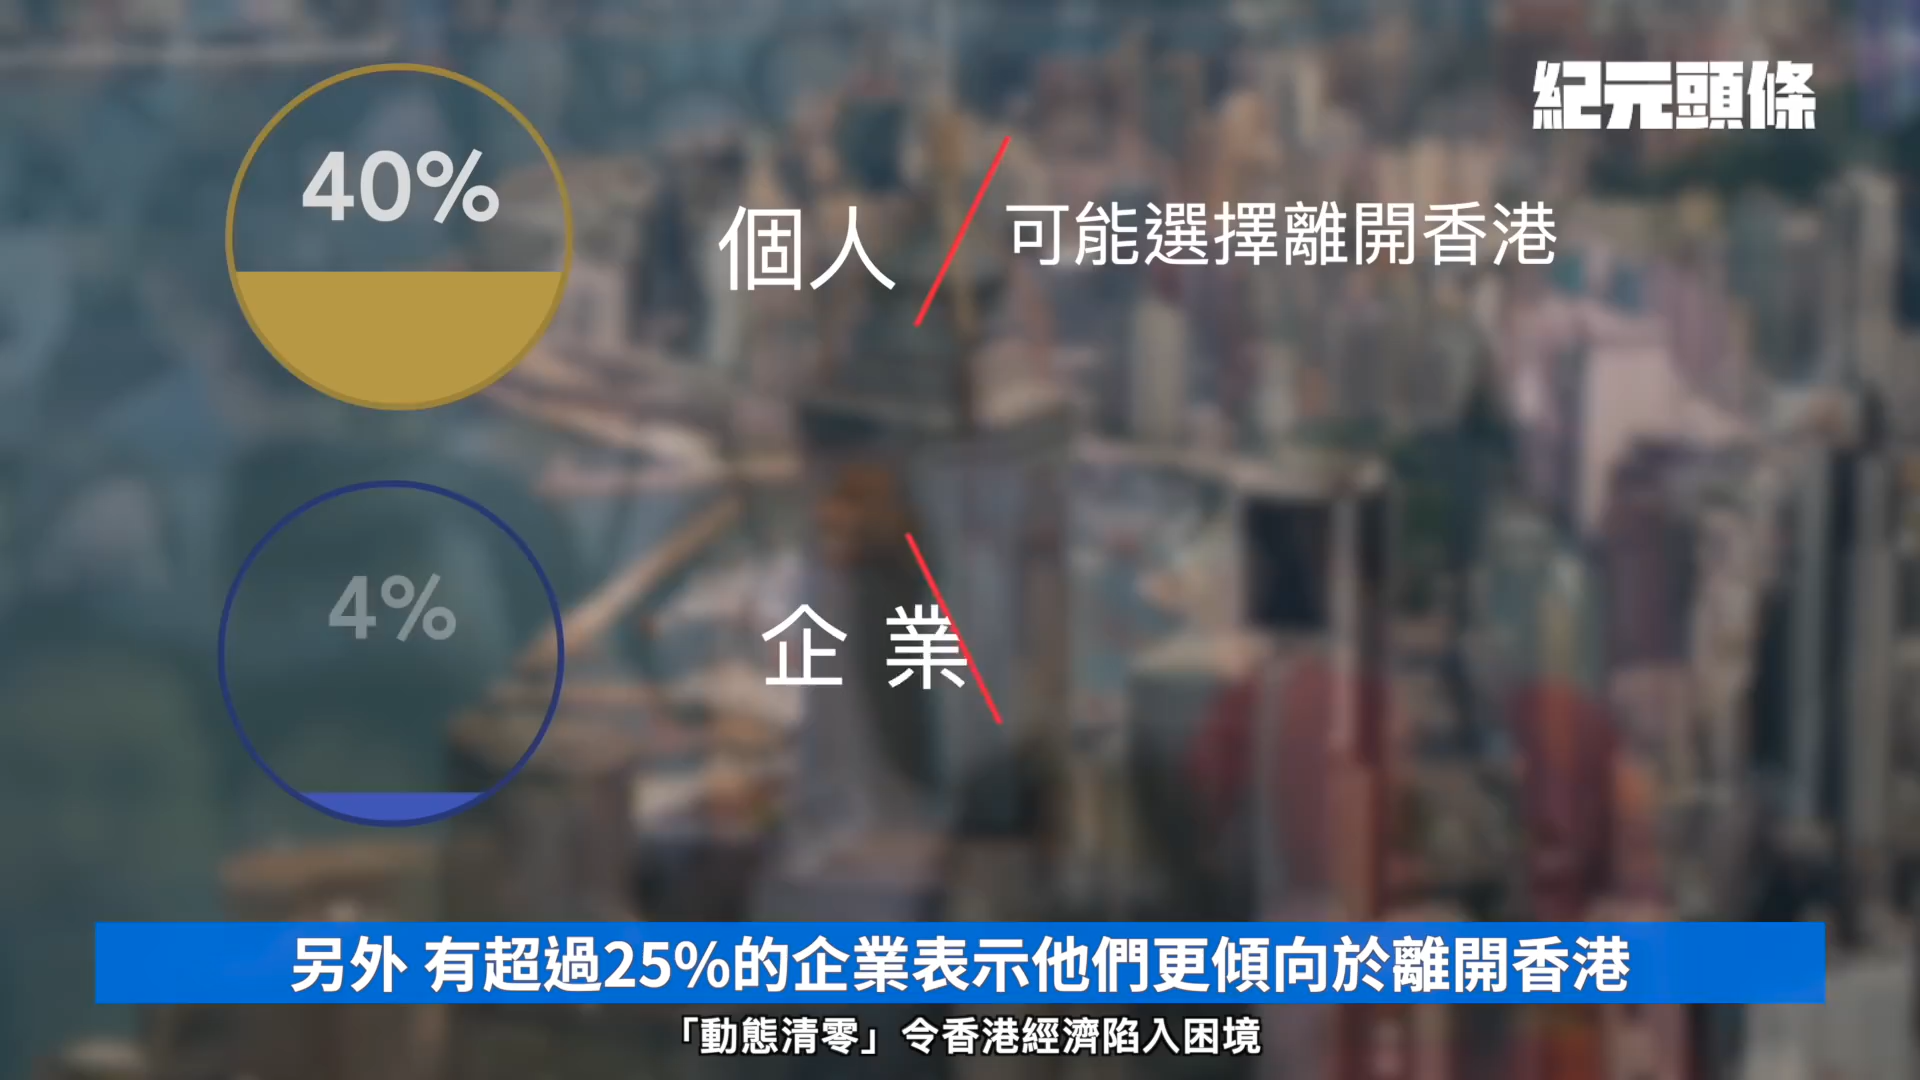 紀元頭條
40%
個人
可能選擇離開香港
4%
企業
另外 有超過25%的企業表示他們更傾向於離開香港
「動態清零」令香港經濟陷入困境